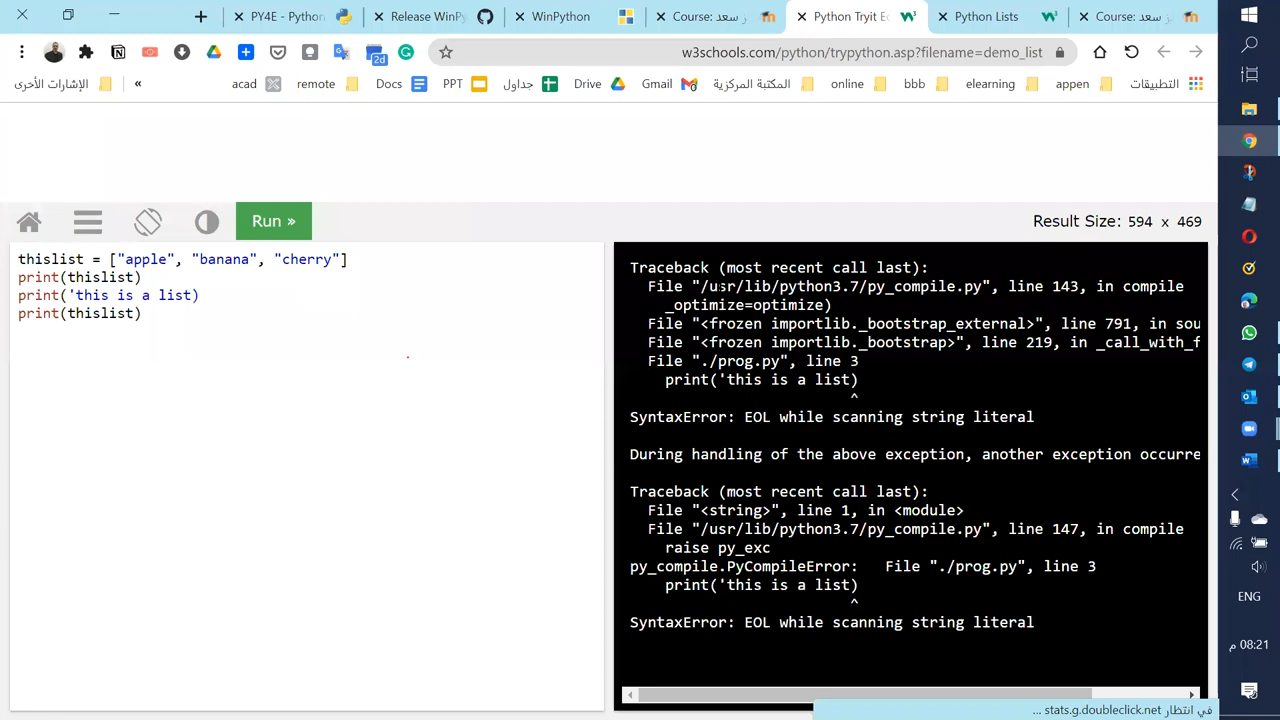 PY4E - Python
Release WinPy
WinPython
Course: ز سعد
Python Tryit Ed
Python Lists
Course: ز سعد
w3schools.com/python/trypython.asp?filename=demo_list
2d
الإشارات الأخرى
«
acad
remote
Docs
PPT
جداول
Drive
Gmail
المكتبة المركزية
online
bbb
elearning
appen
التطبيقات
Run »
Result Size: 594 x 469
thislist = ["apple", "banana", "cherry"]
print(thislist)
print('this is a list)
print(thislist)
Traceback (most recent call last):
File "/usr/lib/python3.7/py_compile.py", line 143, in compile
_optimize=optimize)
File "<frozen importlib._bootstrap_external>", line 791, in sou
File "<frozen importlib._bootstrap>", line 219, in _call_with_f
File "./prog.py", line 3
print('this is a list)
^
SyntaxError: EOL while scanning string literal
During handling of the above exception, another exception occurre
Traceback (most recent call last):
File "<string>", line 1, in <module>
File "/usr/lib/python3.7/py_compile.py", line 147, in compile
raise py_exc
py_compile.PyCompileError:   File "./prog.py", line 3
print('this is a list)
^
SyntaxError: EOL while scanning string literal
ENG
08:21 م
في انتظار stats.g.doubleclick.net ...